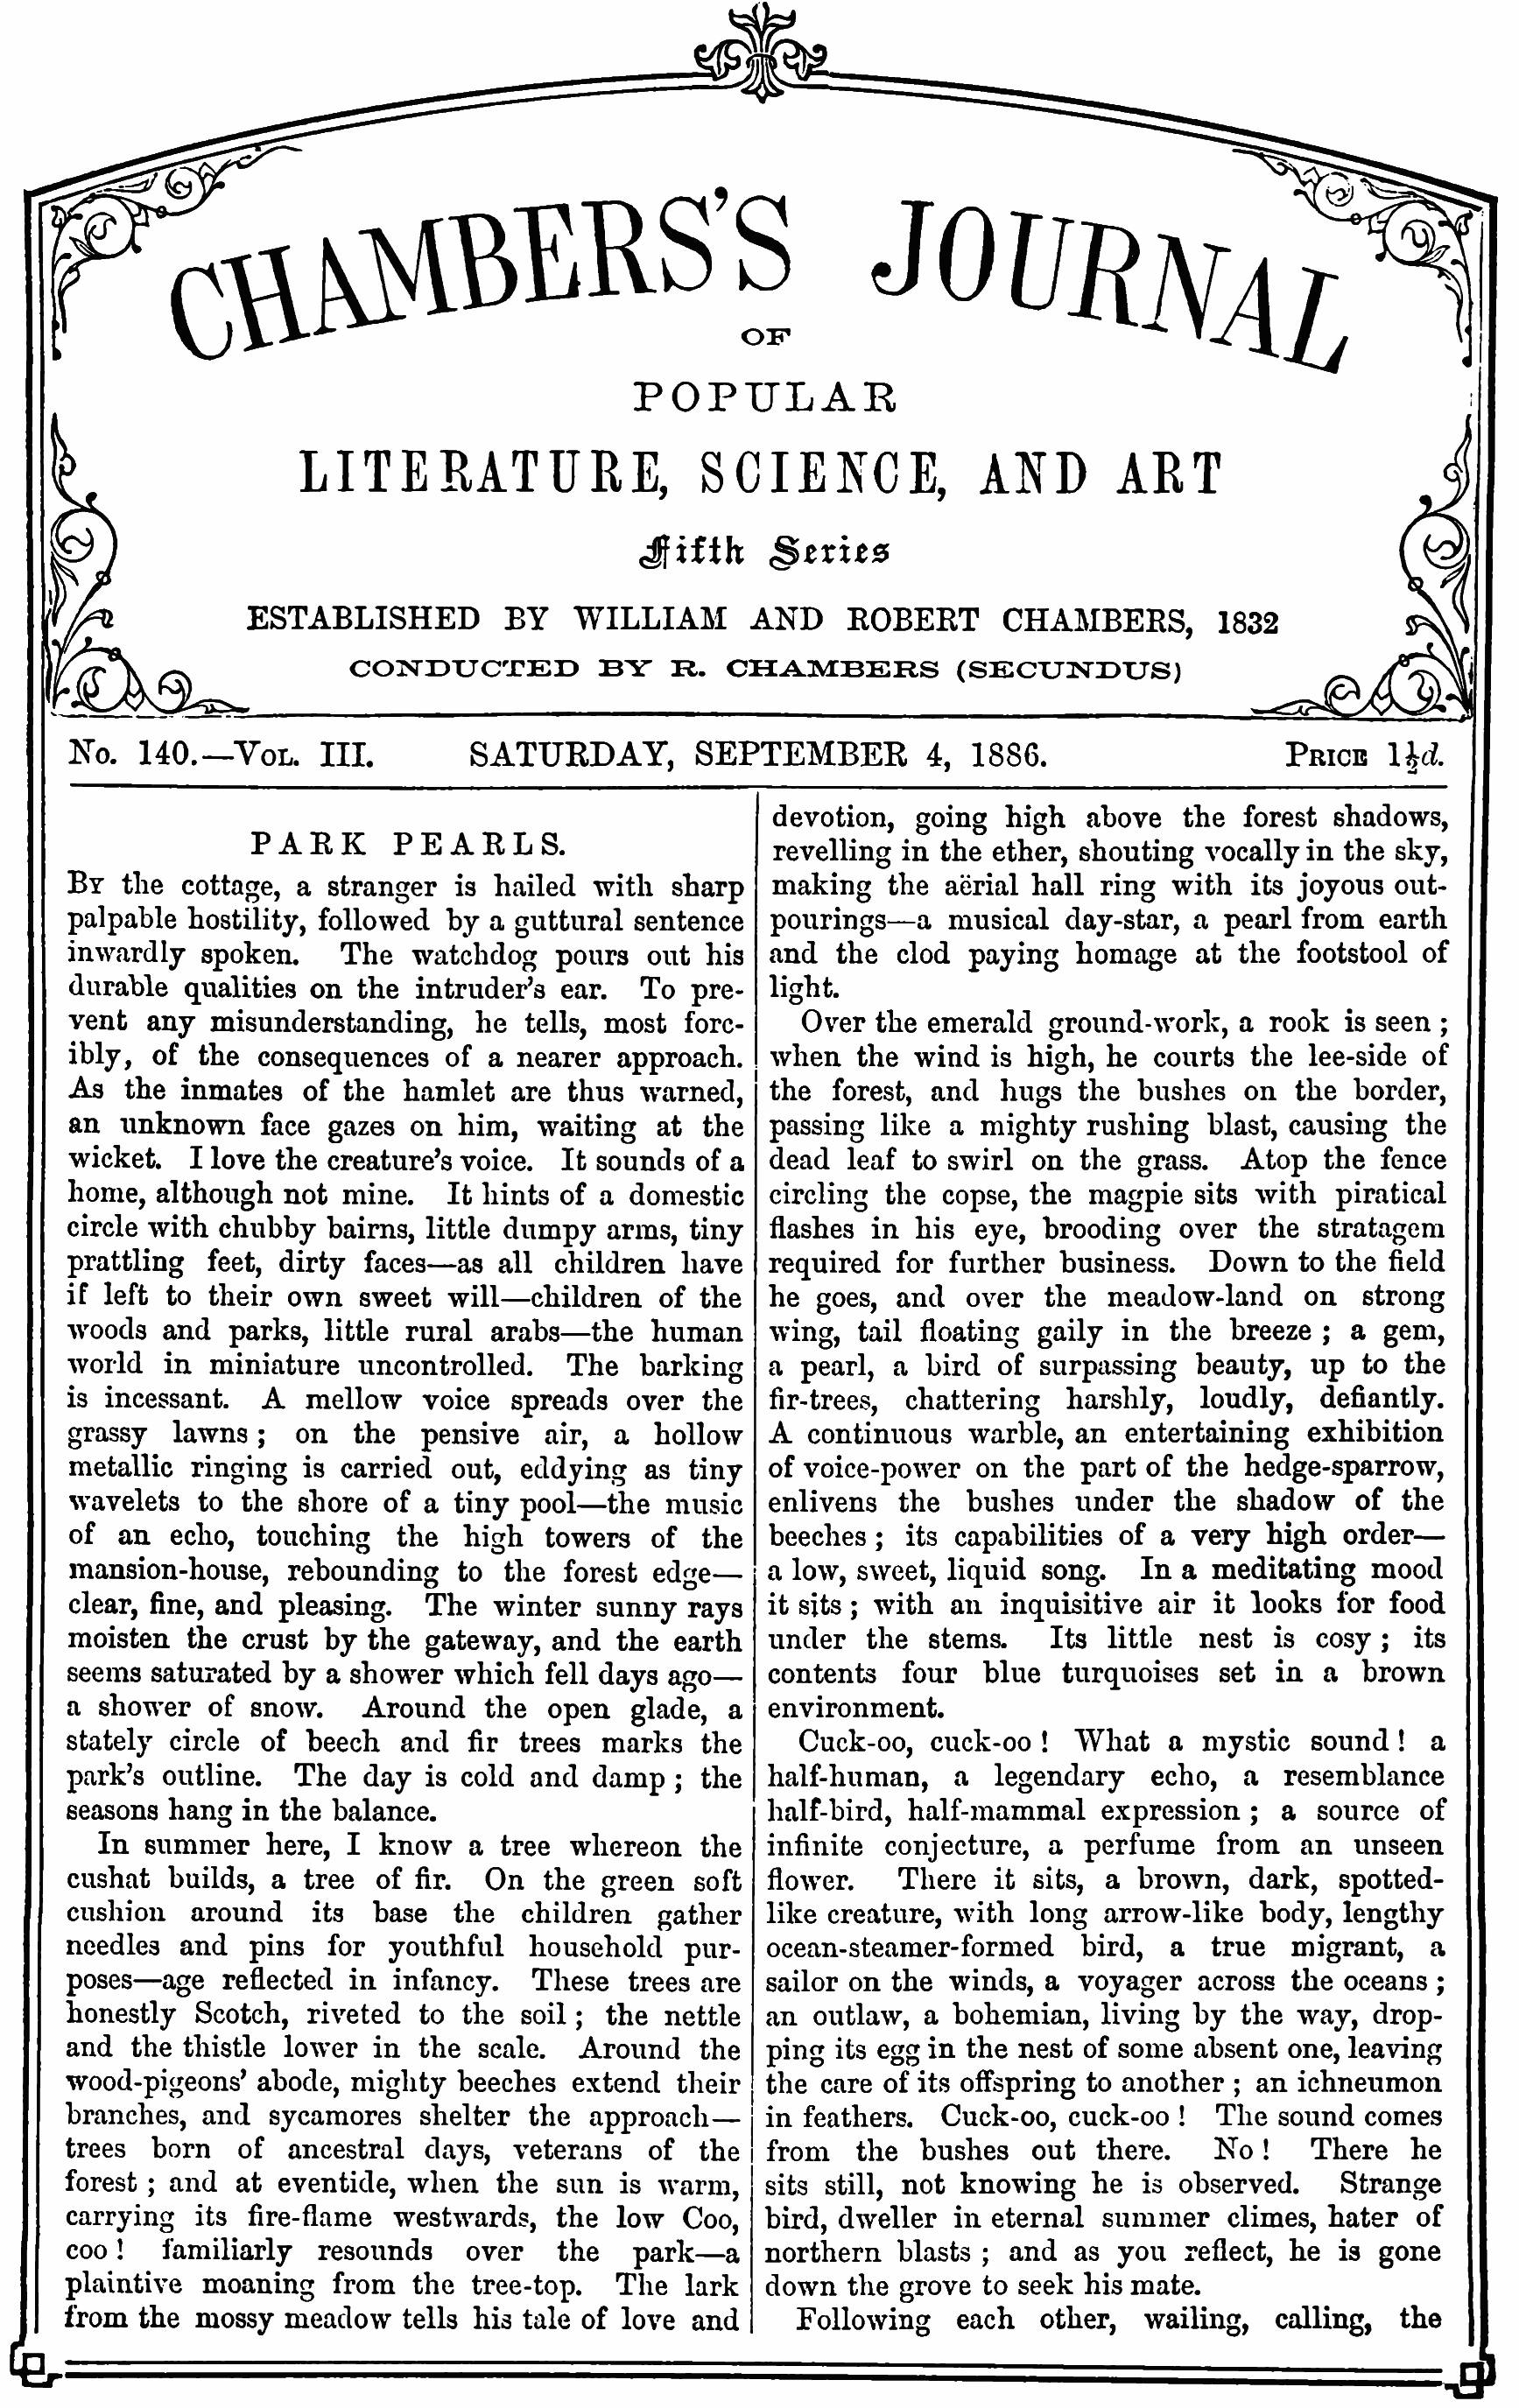 CHAMBERS'S JOURNAL
OF
POPULAR
LITERATURE, SCIENCE, AND ART
Fifth Series
ESTABLISHED BY WILLIAM AND ROBERT CHAMBERS, 1832
CONDUCTED BY R. CHAMBERS (SECUNDUS)
No. 140.—VOL. III. SATURDAY, SEPTEMBER 4, 1886. PRICE 1½d.
PARK PEARLS.
BY the cottage, a stranger is hailed with sharp
palpable hostility, followed by a guttural sentence
inwardly spoken. The watchdog pours out his
durable qualities on the intruder's ear. To pre-
vent any misunderstanding, he tells, most forc-
ibly, of the consequences of a nearer approach.
As the inmates of the hamlet are thus warned,
an unknown face gazes on him, waiting at the
wicket. I love the creature's voice. It sounds of a
home, although not mine. It hints of a domestic
circle with chubby bairns, little dumpy arms, tiny
prattling feet, dirty faces—as all children have
if left to their own sweet will—children of the
woods and parks, little rural arabs—the human
world in miniature uncontrolled. The barking
is incessant. A mellow voice spreads over the
grassy lawns; on the pensive air, a hollow
metallic ringing is carried out, eddying as tiny
wavelets to the shore of a tiny pool—the music
of an echo, touching the high towers of the
mansion-house, rebounding to the forest edge—
clear, fine, and pleasing. The winter sunny rays
moisten the crust by the gateway, and the earth
seems saturated by a shower which fell days ago—
a shower of snow. Around the open glade, a
stately circle of beech and fir trees marks the
park's outline. The day is cold and damp; the
seasons hang in the balance.
In summer here, I know a tree whereon the
cushat builds, a tree of fir. On the green soft
cushion around its base the children gather
needles and pins for youthful household pur-
poses—age reflected in infancy. These trees are
honestly Scotch, riveted to the soil; the nettle
and the thistle lower in the scale. Around the
wood-pigeons' abode, mighty beeches extend their
branches, and sycamores shelter the approach—
trees born of ancestral days, veterans of the
forest; and at eventide, when the sun is warm,
carrying its fire-flame westwards, the low Coo,
coo! familiarly resounds over the park—a
plaintive moaning from the tree-top. The lark
from the mossy meadow tells his tale of love and
devotion, going high above the forest shadows,
revelling in the ether, shouting vocally in the sky,
making the aërial hall ring with its joyous out-
pourings—a musical day-star, a pearl from earth
and the clod paying homage at the footstool of
light.
Over the emerald ground-work, a rook is seen;
when the wind is high, he courts the lee-side of
the forest, and hugs the bushes on the border,
passing like a mighty rushing blast, causing the
dead leaf to swirl on the grass. Atop the fence
circling the copse, the magpie sits with piratical
flashes in his eye, brooding over the stratagem
required for further business. Down to the field
he goes, and over the meadow-land on strong
wing, tail floating gaily in the breeze; a gem,
a pearl, a bird of surpassing beauty, up to the
fir-trees, chattering harshly, loudly, defiantly.
A continuous warble, an entertaining exhibition
of voice-power on the part of the hedge-sparrow,
enlivens the bushes under the shadow of the
beeches; its capabilities of a very high order—
a low, sweet, liquid song. In a meditating mood
it sits; with an inquisitive air it looks for food
under the stems. Its little nest is cosy; its
contents four blue turquoises set in a brown
environment.
Cuck-oo, cuck-oo! What a mystic sound! a
half-human, a legendary echo, a resemblance
half-bird, half-mammal expression; a source of
infinite conjecture, a perfume from an unseen
flower. There it sits, a brown, dark, spotted-
like creature, with long arrow-like body, lengthy
ocean-steamer-formed bird, a true migrant, a
sailor on the winds, a voyager across the oceans;
an outlaw, a bohemian, living by the way, drop-
ping its egg in the nest of some absent one, leaving
the care of its offspring to another; an ichneumon
in feathers. Cuck-oo, cuck-oo! The sound comes
from the bushes out there. No! There he
sits still, not knowing he is observed. Strange
bird, dweller in eternal summer climes, hater of
northern blasts; and as you reflect, he is gone
down the grove to seek his mate.
Following each other, wailing, calling, the